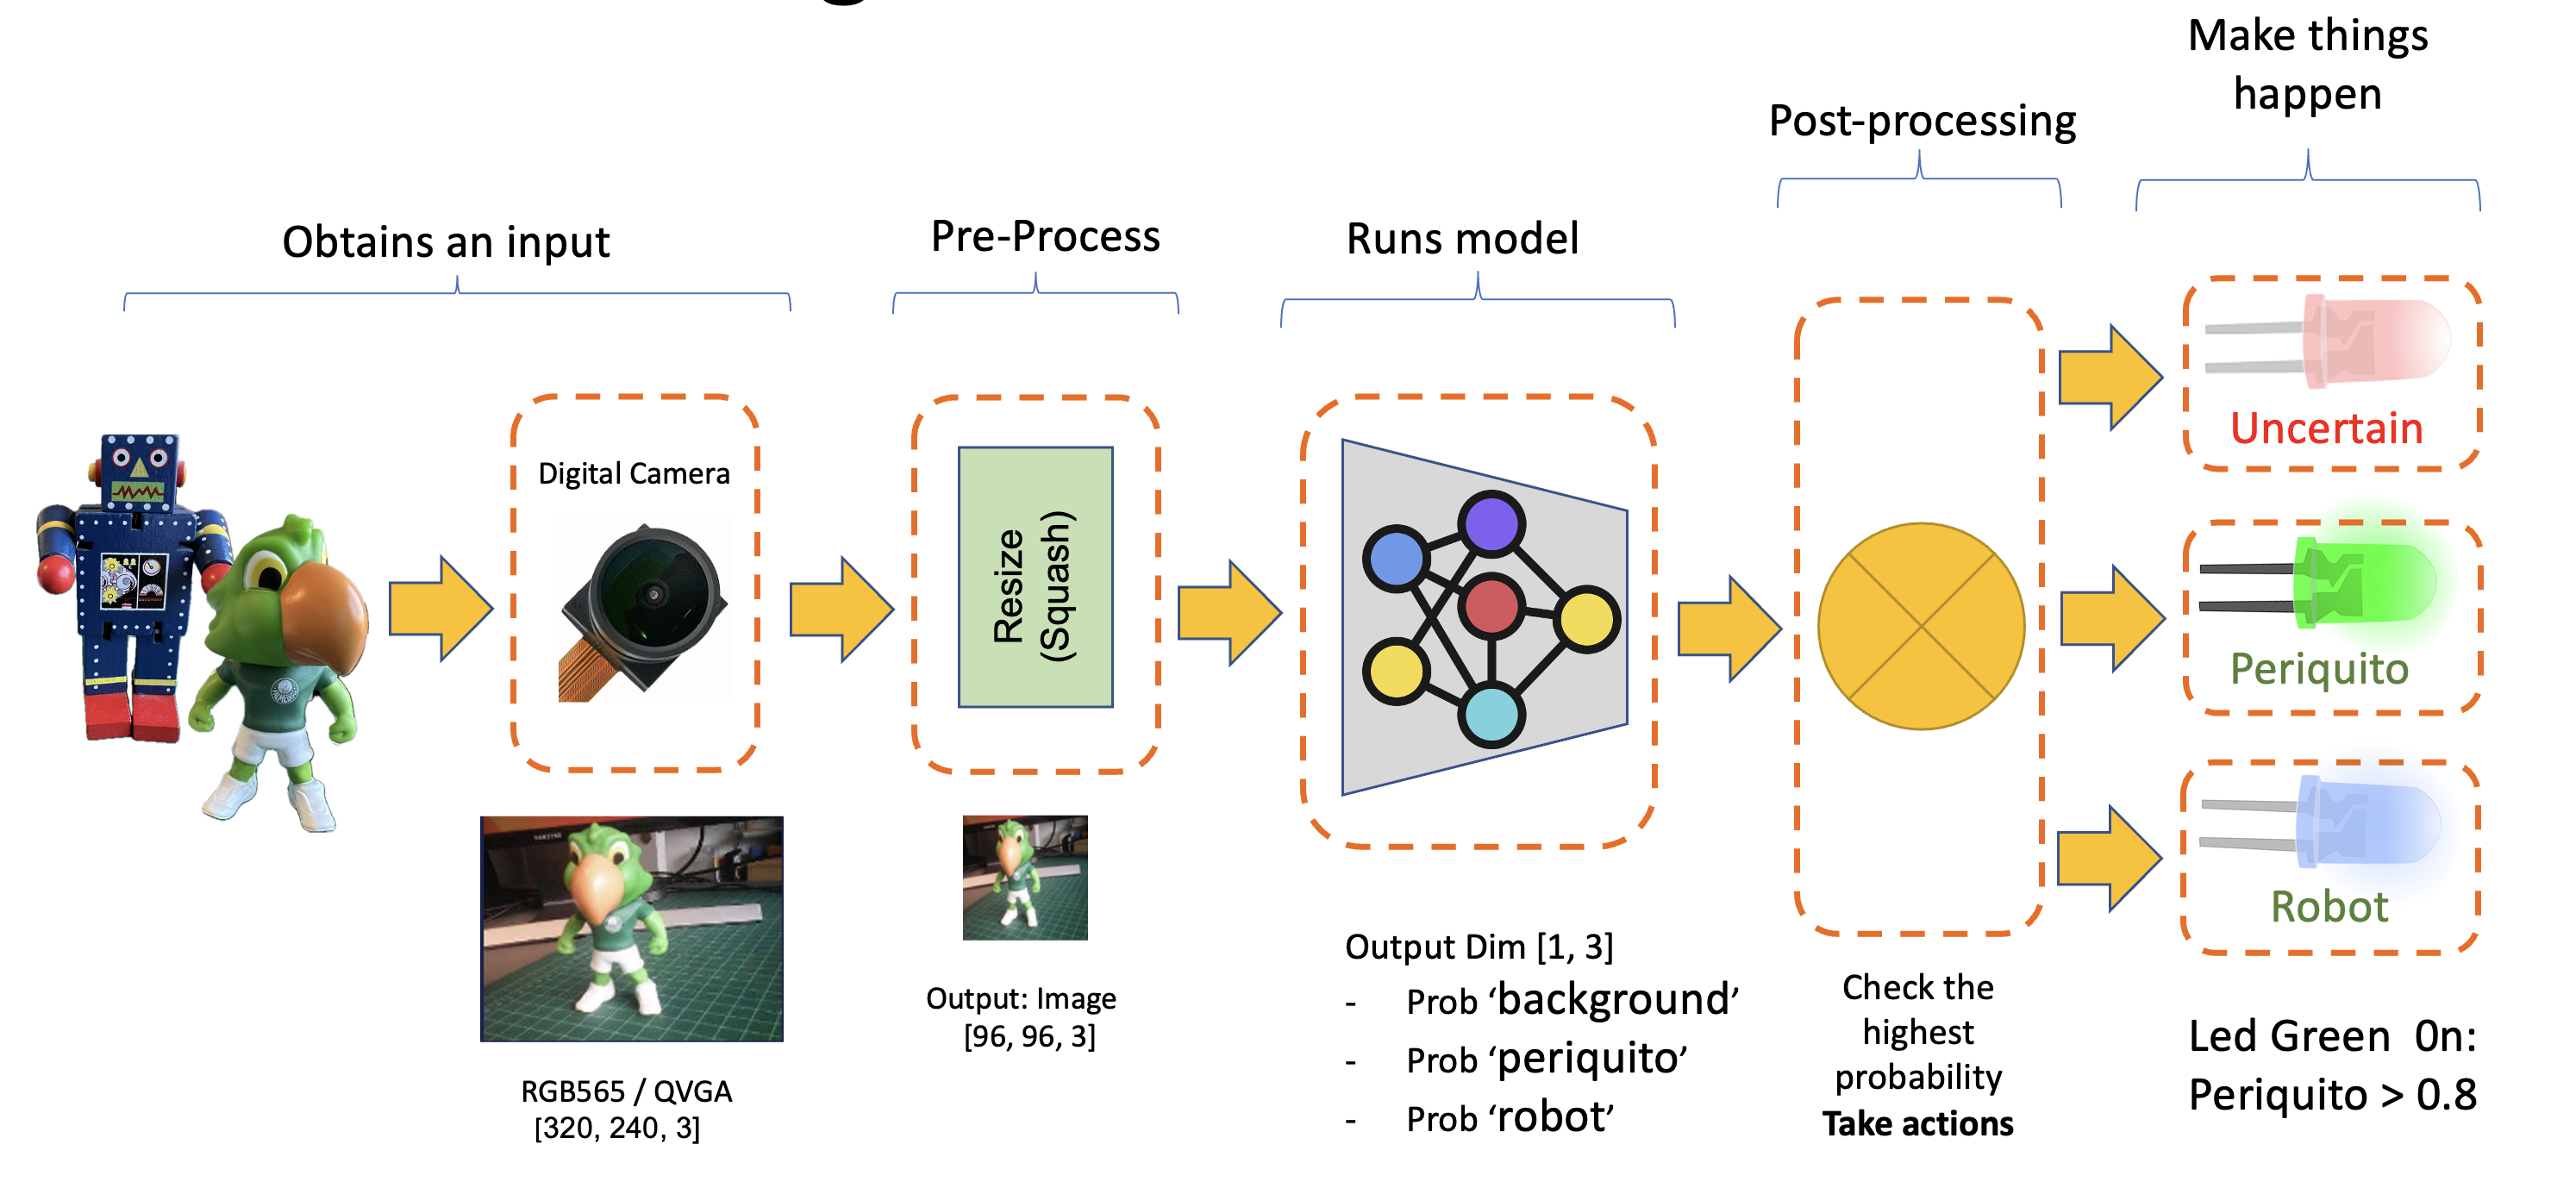 Make things
happen
Post-processing
Obtains an input
Pre-Process
Runs model
Digital Camera
Resize
(Squash)
Uncertain
Periquito
Robot
RGB565 / QVGA
[320, 240, 3]
Output: Image
[96, 96, 3]
Output Dim [1, 3]
- Prob ‘background’
- Prob ‘periquito’
- Prob ‘robot’
Check the
highest
probability
Take actions
Led Green 0n:
Periquito > 0.8